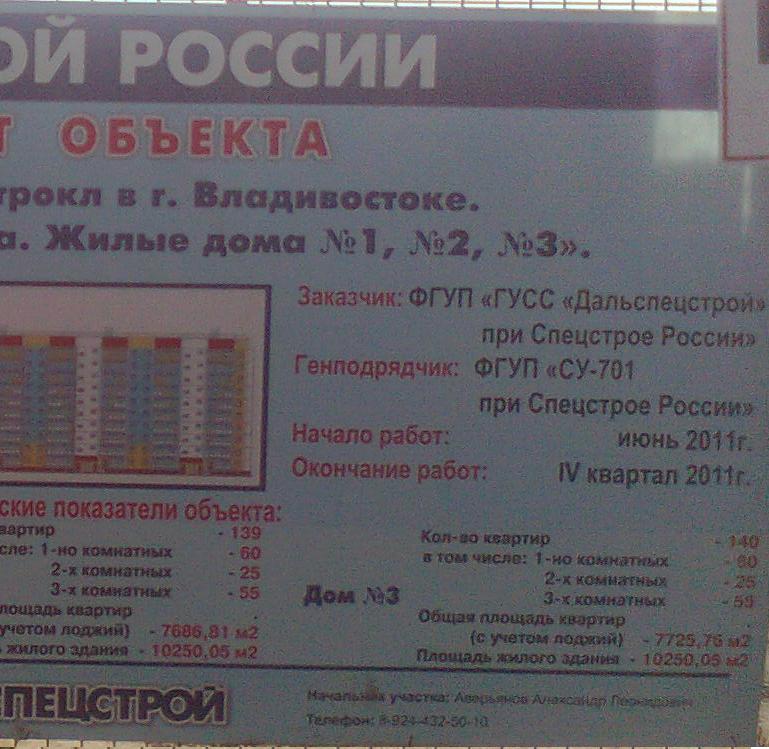 ОЙ РОССИИ
Т ОБЪЕКТА
трокл в г. Владивостоке.
а. Жилые дома №1, №2, №3».
Заказчик: ФГУП «ГУСС «Дальспецстрой»
при Спецстрое России»
Генподрядчик: ФГУП «СУ-701
при Спецстрое России»
Начало работ: июнь 2011г.
Окончание работ: IV квартал 2011г.
ские показатели объекта:
вартир - 139
сле: 1-но комнатных - 60
2-х комнатных - 25
3-х комнатных - 55
лощадь квартир
учетом лоджий) - 7686,81 м2
ь жилого здания - 10250,05 м2
Дом №3
Кол-во квартир - 140
в том числе: 1-но комнатных - 60
2-х комнатных - 25
3-х комнатных - 55
Общая площадь квартир
(с учетом лоджий) - 7725,76 м2
Площадь жилого здания - 10250,05 м2
СПЕЦСТРОЙ
Начальник участка: Аверьянов Александр Леонидович
Телефон: 8-924-432-50-10